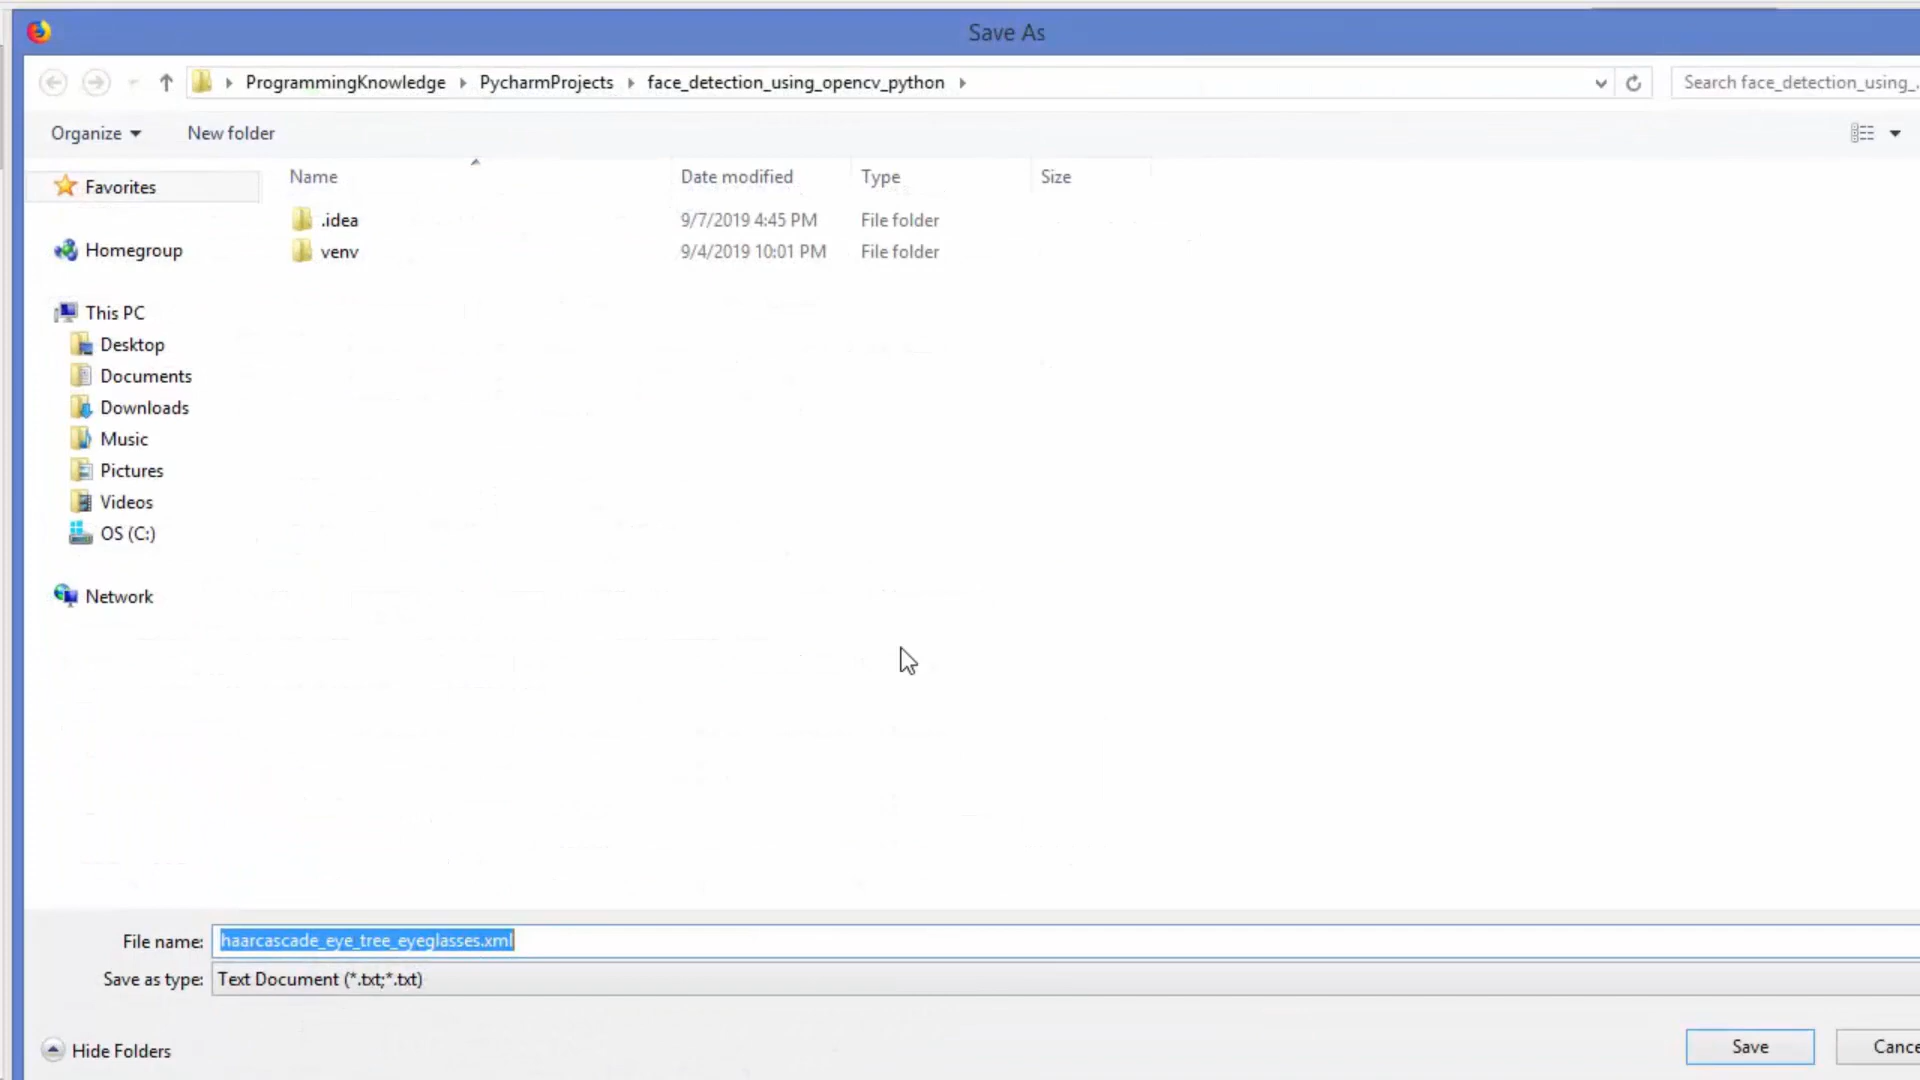 Save As
ProgrammingKnowledge PycharmProjects face_detection_using_opencv_python
Search face_detection_using_
Organize New folder
Name Date modified Type Size
Favorites
.idea 9/7/2019 4:45 PM File folder
venv 9/4/2019 10:01 PM File folder
Homegroup
This PC
Desktop
Documents
Downloads
Music
Pictures
Videos
OS (C:)
Network
File name: haarcascade_eye_tree_eyeglasses.xml
Save as type: Text Document (*.txt;*.txt)
Hide Folders
Save Cance